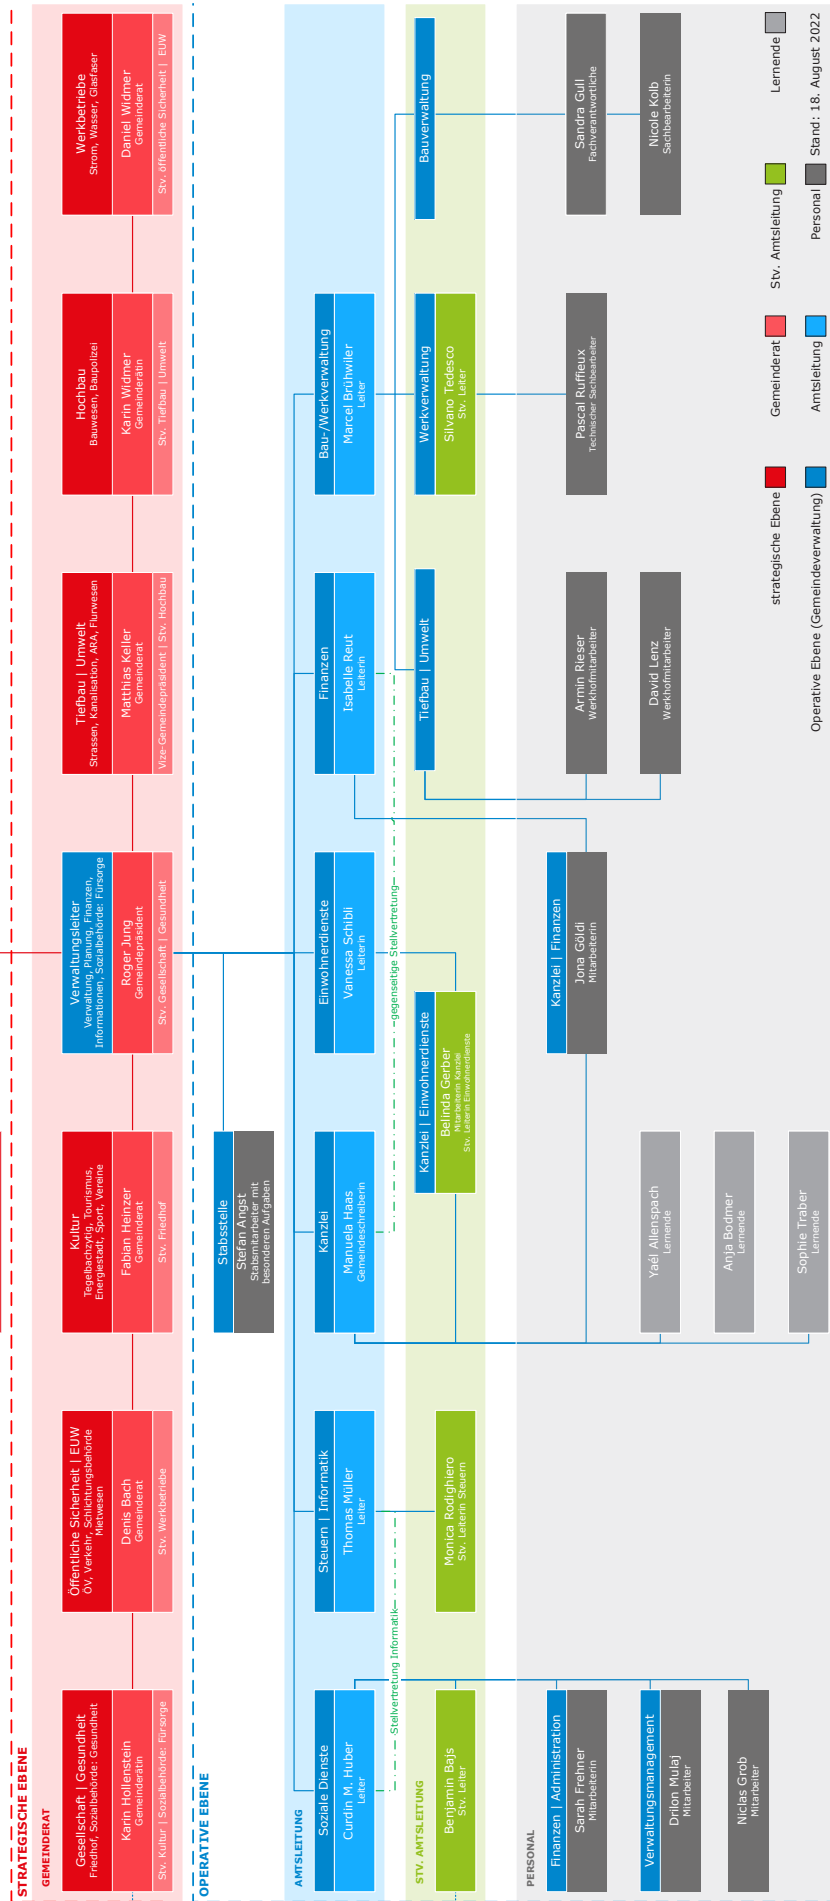 STRATEGISCHE EBENE
GEMEINDERAT
Gesellschaft | Gesundheit
Friedhof, Sozialbehörde: Gesundheit
Karin Hollenstein
Gemeinderätin
Stv. Kultur | Sozialbehörde: Fürsorge
Öffentliche Sicherheit | EUW
ÖV, Verkehr, Schlichtungsbehörde
Mietwesen
Denis Bach
Gemeinderat
Stv. Werkbetriebe
Kultur
Tegelbachzytig, Tourismus,
Energiestadt, Sport, Vereine
Fabian Heinzer
Gemeinderat
Stv. Friedhof
Verwaltungsleiter
Verwaltung, Planung, Finanzen,
Informationen, Sozialbehörde: Fürsorge
Roger Jung
Gemeindepräsident
Stv. Gesellschaft | Gesundheit
Tiefbau | Umwelt
Strassen, Kanalisation, ARA, Flurwesen
Matthias Keller
Gemeinderat
Vize-Gemeindepräsident | Stv. Hochbau
Hochbau
Bauwesen, Baupolizei
Karin Widmer
Gemeinderätin
Stv. Tiefbau | Umwelt
Werkbetriebe
Strom, Wasser, Glasfaser
Daniel Widmer
Gemeinderat
Stv. öffentliche Sicherheit | EUW
OPERATIVE EBENE
Stabsstelle
Stefan Angst
Stabsmitarbeiter mit
besonderen Aufgaben
AMTSLEITUNG
Soziale Dienste
Curdin M. Huber
Leiter
Steuern | Informatik
Thomas Müller
Leiter
Kanzlei
Manuela Haas
Gemeindeschreiberin
Einwohnerdienste
Vanessa Schibli
Leiterin
Finanzen
Isabelle Reut
Leiterin
Bau-/Werkverwaltung
Marcel Brühwiler
Leiter
Stellvertretung Informatik
gegenseitige Stellvertretung
STV. AMTSLEITUNG
Benjamin Bajs
Stv. Leiter
Monica Rodighiero
Stv. Leiterin Steuern
Kanzlei | Einwohnerdienste
Belinda Gerber
Mitarbeiterin Kanzlei
Stv. Leiterin Einwohnerdienste
Tiefbau | Umwelt
Werkverwaltung
Silvano Tedesco
Stv. Leiter
Bauverwaltung
PERSONAL
Finanzen | Administration
Sarah Frehner
Mitarbeiterin
Kanzlei | Finanzen
Jona Göldi
Mitarbeiterin
Armin Rieser
Werkhofmitarbeiter
Pascal Ruffieux
Technischer Sachbearbeiter
Sandra Gull
Fachverantwortliche
Verwaltungsmanagement
Drilon Mulaj
Mitarbeiter
Yaél Allenspach
Lernende
David Lenz
Werkhofmitarbeiter
Nicole Kolb
Sachbearbeiterin
Niclas Grob
Mitarbeiter
Anja Bodmer
Lernende
Sophie Traber
Lernende
strategische Ebene
Gemeinderat
Stv. Amtsleitung
Lernende
Operative Ebene (Gemeindeverwaltung)
Amtsleitung
Personal
Stand: 18. August 2022